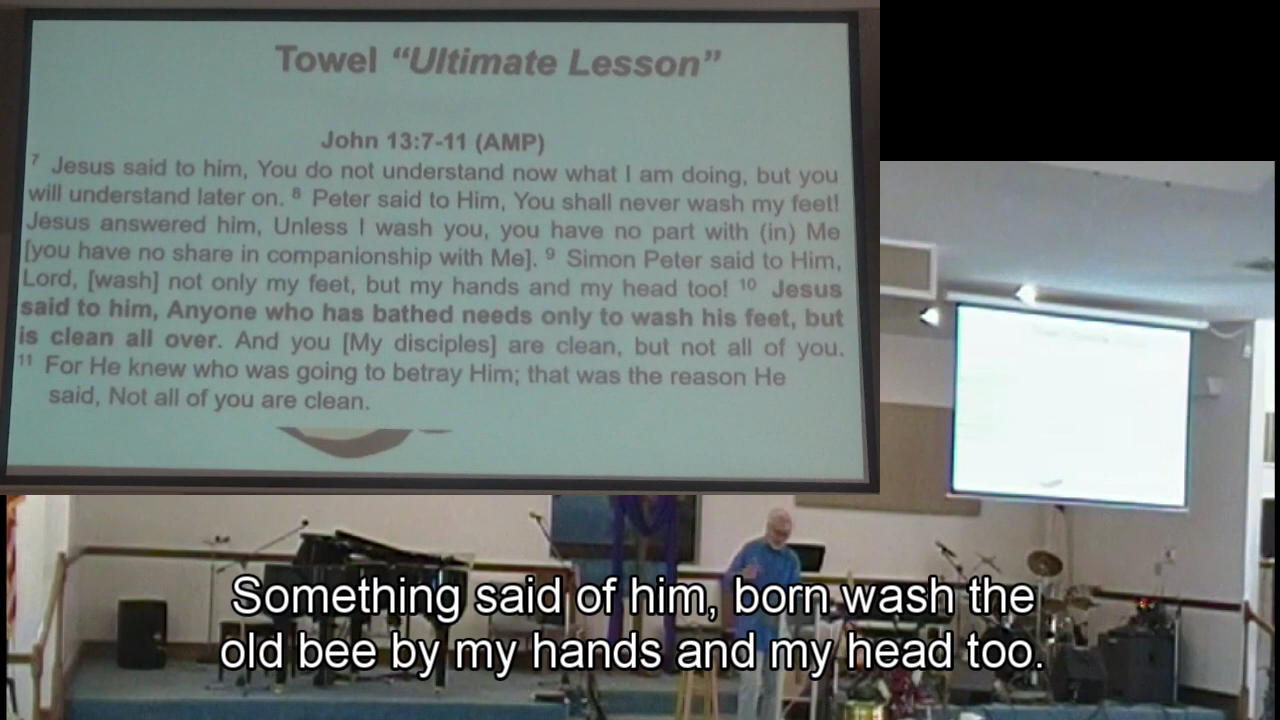 Towel “Ultimate Lesson”
John 13:7-11 (AMP)
7 Jesus said to him, You do not understand now what I am doing, but you
will understand later on. 8 Peter said to Him, You shall never wash my feet!
Jesus answered him, Unless I wash you, you have no part with (in) Me
[you have no share in companionship with Me]. 9 Simon Peter said to Him,
Lord, [wash] not only my feet, but my hands and my head too! 10 Jesus
said to him, Anyone who has bathed needs only to wash his feet, but
is clean all over. And you [My disciples] are clean, but not all of you.
11 For He knew who was going to betray Him; that was the reason He
said, Not all of you are clean.
Something said of him, born wash the
old bee by my hands and my head too.